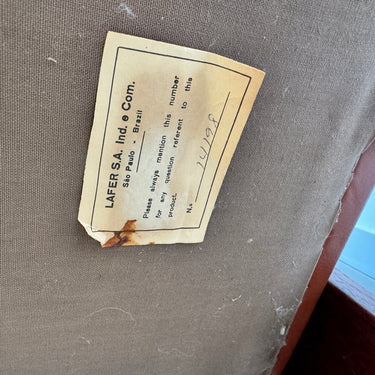 LAFER S.A. Ind. e Com.
São Paulo - Brazil
Please always mention this number
for any question referent to this
product.
N.o 14198